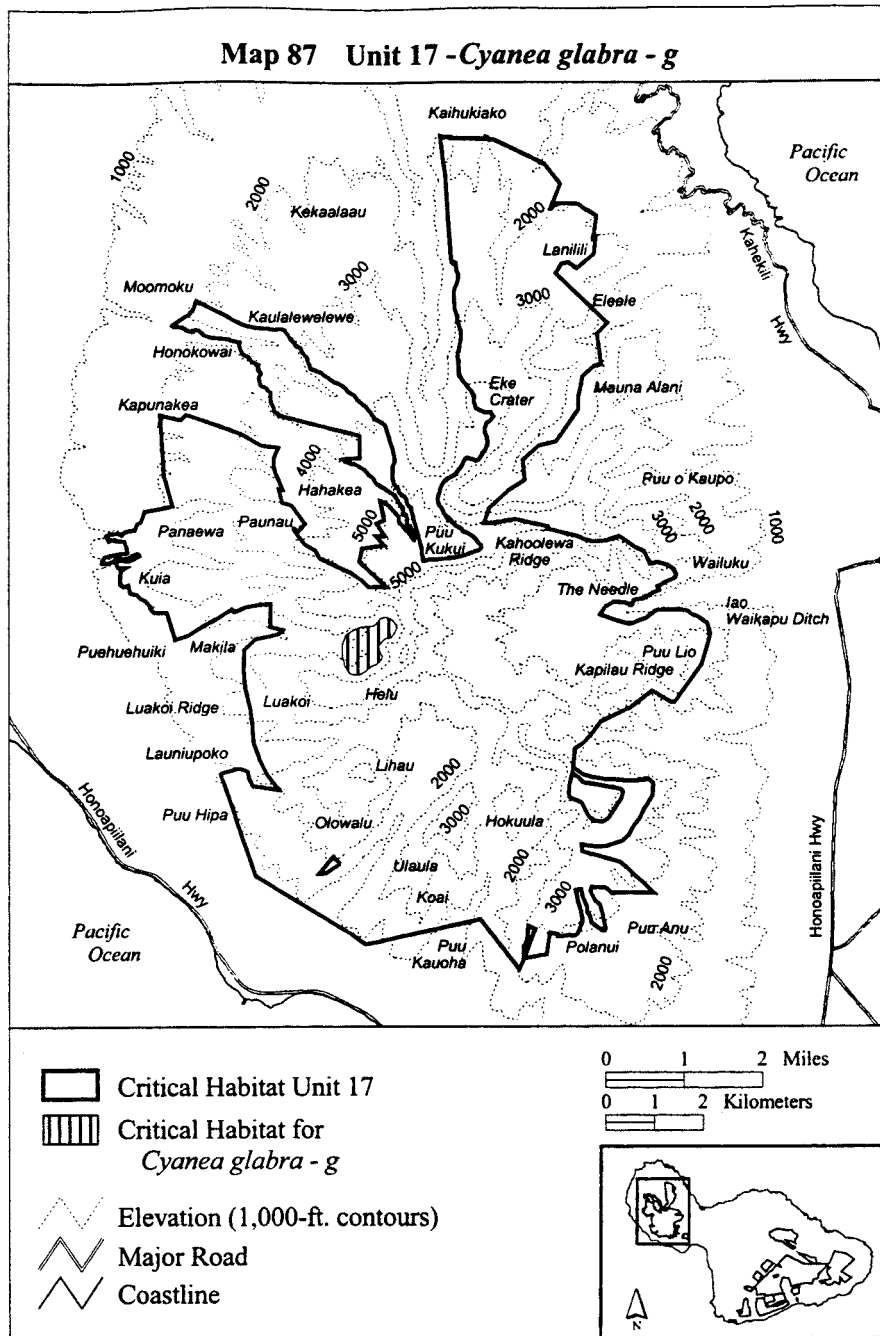 Map 87 Unit 17 - Cyanea glabra - g
Kaihukiako
Pacific
Ocean
1000
2000
Kekaalaau
2000
Lanilili
Kahekili
Hwy
3000
3000
Eleele
Moomoku
Kaulalewelewe
Honokowai
Eke
Crater
Mauna Alani
Kapunakea
4000
Hahakea
Puu o Kaupo
3000
2000
1000
Panaewa
Paunau
5000
Puu
Kukui
Kahoolewa
Ridge
Wailuku
Kuia
5000
The Needle
Iao
Waikapu Ditch
Puehuehuiki
Makila
Puu Lio
Kapilau Ridge
Luakoi Ridge
Luakoi
Helu
Launiupoko
Lihau
2000
Honoapiilani
Hwy
Puu Hipa
Olowalu
3000
Hokuula
Honoapiilani Hwy
Ulaula
2000
Koai
3000
Pacific
Ocean
Puu
Kauoha
Polanui
Puu Anu
2000
Critical Habitat Unit 17
Critical Habitat for
Cyanea glabra - g
Elevation (1,000-ft. contours)
Major Road
Coastline
0 1 2 Miles
0 1 2 Kilometers
N